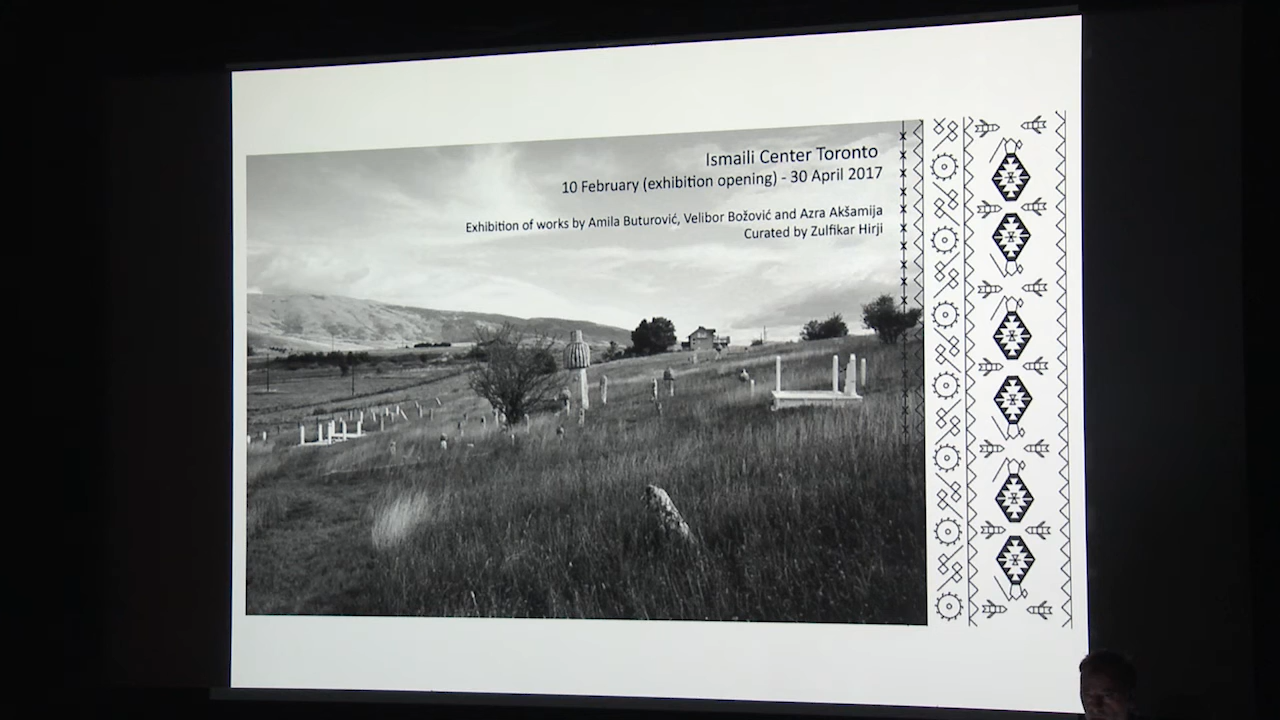 Ismaili Center Toronto
10 February (exhibition opening) - 30 April 2017
Exhibition of works by Amila Buturović, Velibor Božović and Azra Akšamija
Curated by Zulfikar Hirji